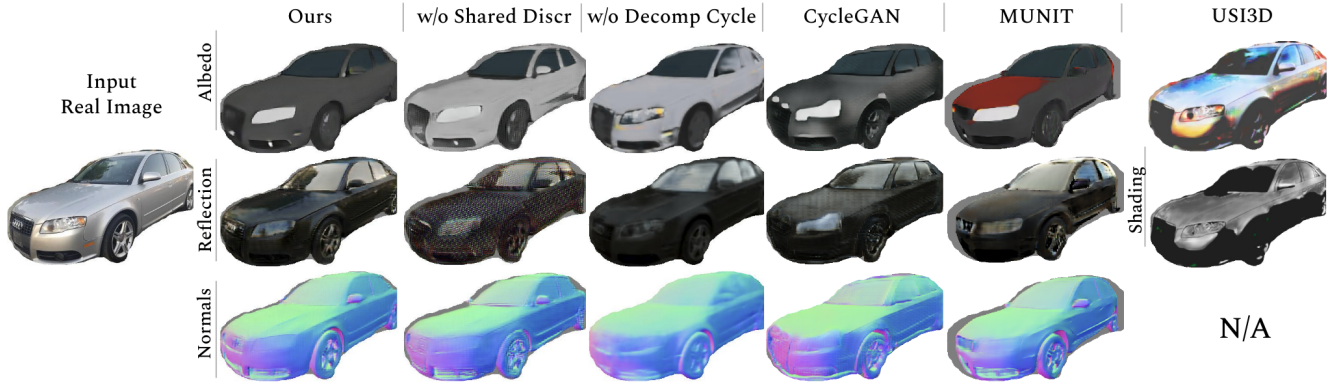 Ours
w/o Shared Discr
w/o Decomp Cycle
CycleGAN
MUNIT
USI3D
Input
Real Image
Albedo
Reflection
Shading
Normals
N/A